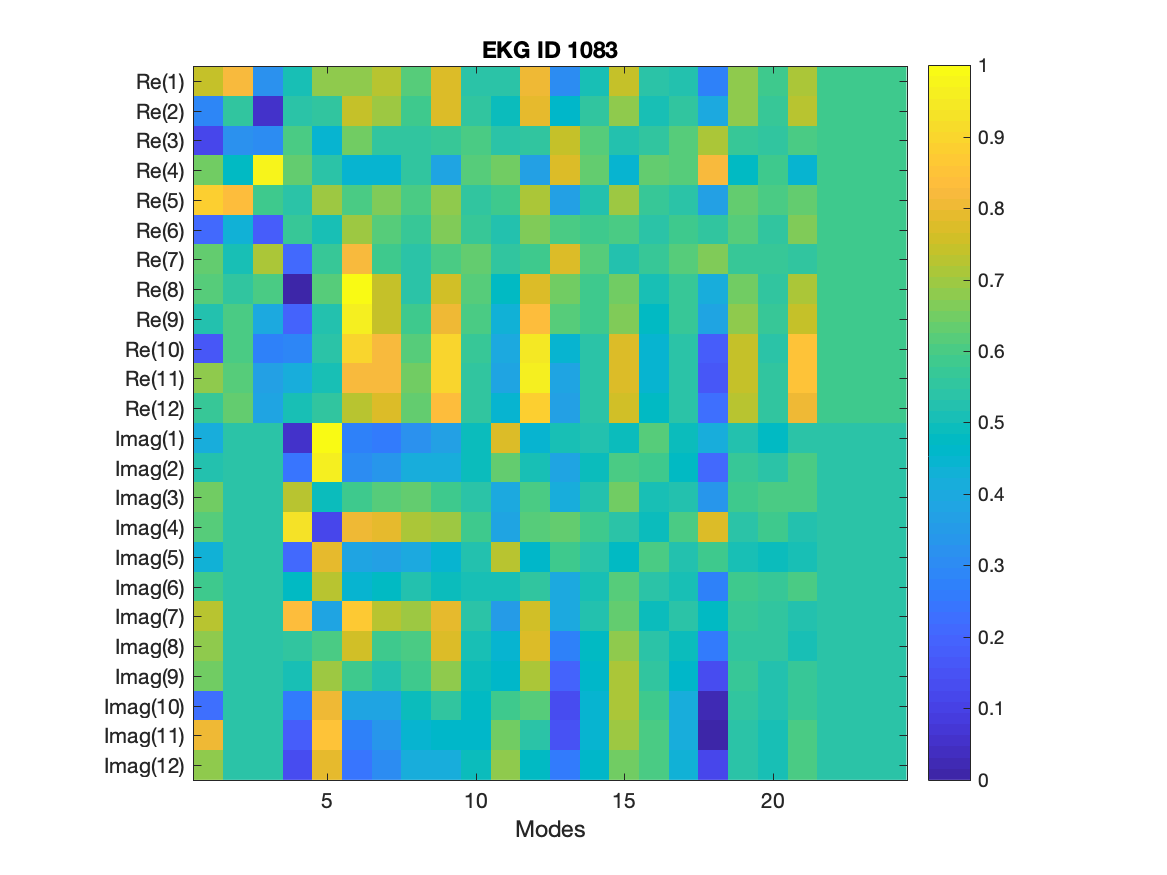 EKG ID 1083
Re(1)
Re(2)
Re(3)
Re(4)
Re(5)
Re(6)
Re(7)
Re(8)
Re(9)
Re(10)
Re(11)
Re(12)
Imag(1)
Imag(2)
Imag(3)
Imag(4)
Imag(5)
Imag(6)
Imag(7)
Imag(8)
Imag(9)
Imag(10)
Imag(11)
Imag(12)
5 10 15 20
Modes
1
0.9
0.8
0.7
0.6
0.5
0.4
0.3
0.2
0.1
0